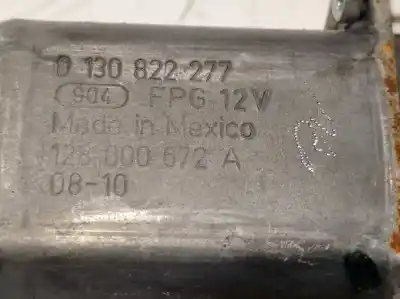 0 130 822 277
904 FPG 12V
Made in Mexico
128 000 672 A
08-10